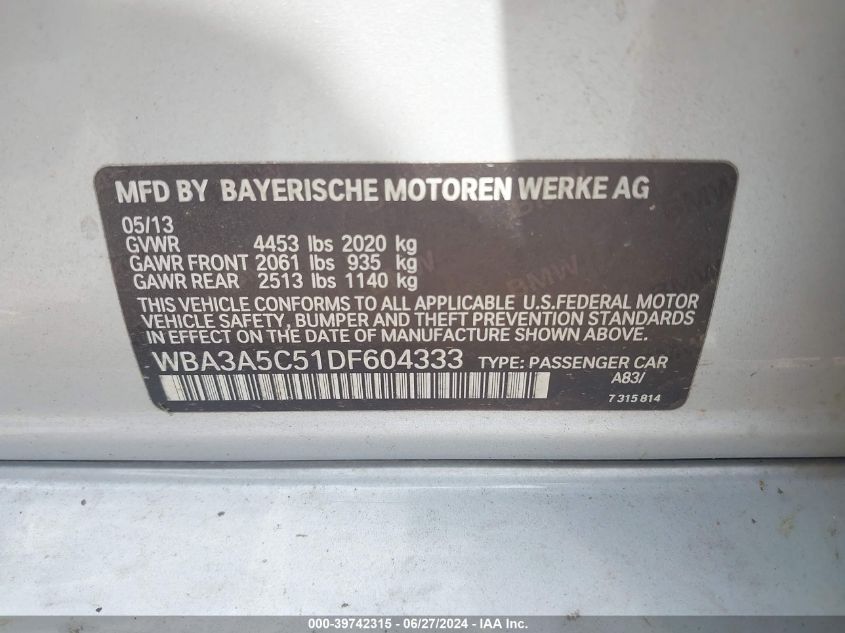 MFD BY BAYERISCHE MOTOREN WERKE AG
05/13
GVWR 4453 lbs 2020 kg
GAWR FRONT 2061 lbs 935 kg
GAWR REAR 2513 lbs 1140 kg
THIS VEHICLE CONFORMS TO ALL APPLICABLE U.S.FEDERAL MOTOR
VEHICLE SAFETY, BUMPER AND THEFT PREVENTION STANDARDS
IN EFFECT ON THE DATE OF MANUFACTURE SHOWN ABOVE.
WBA3A5C51DF604333 TYPE: PASSENGER CAR
A83/
7 315 814
BMW
000-39742315 - 06/27/2024 - IAA Inc.